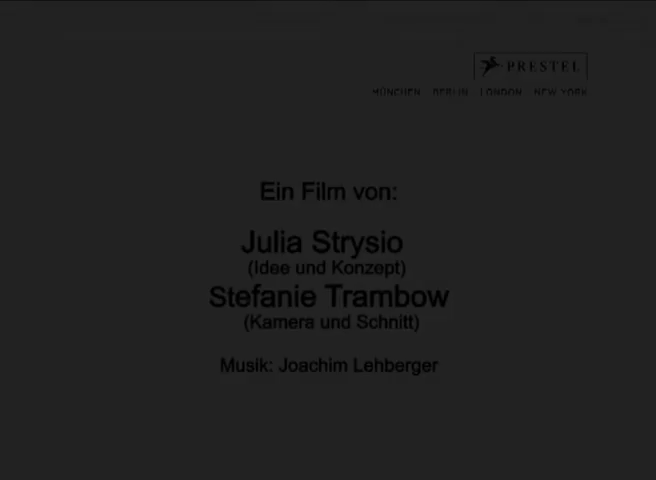 PRESTEL
MÜNCHEN BERLIN LONDON NEW YORK
Ein Film von:
Julia Strysio
(Idee und Konzept)
Stefanie Trambow
(Kamera und Schnitt)
Musik: Joachim Lehberger